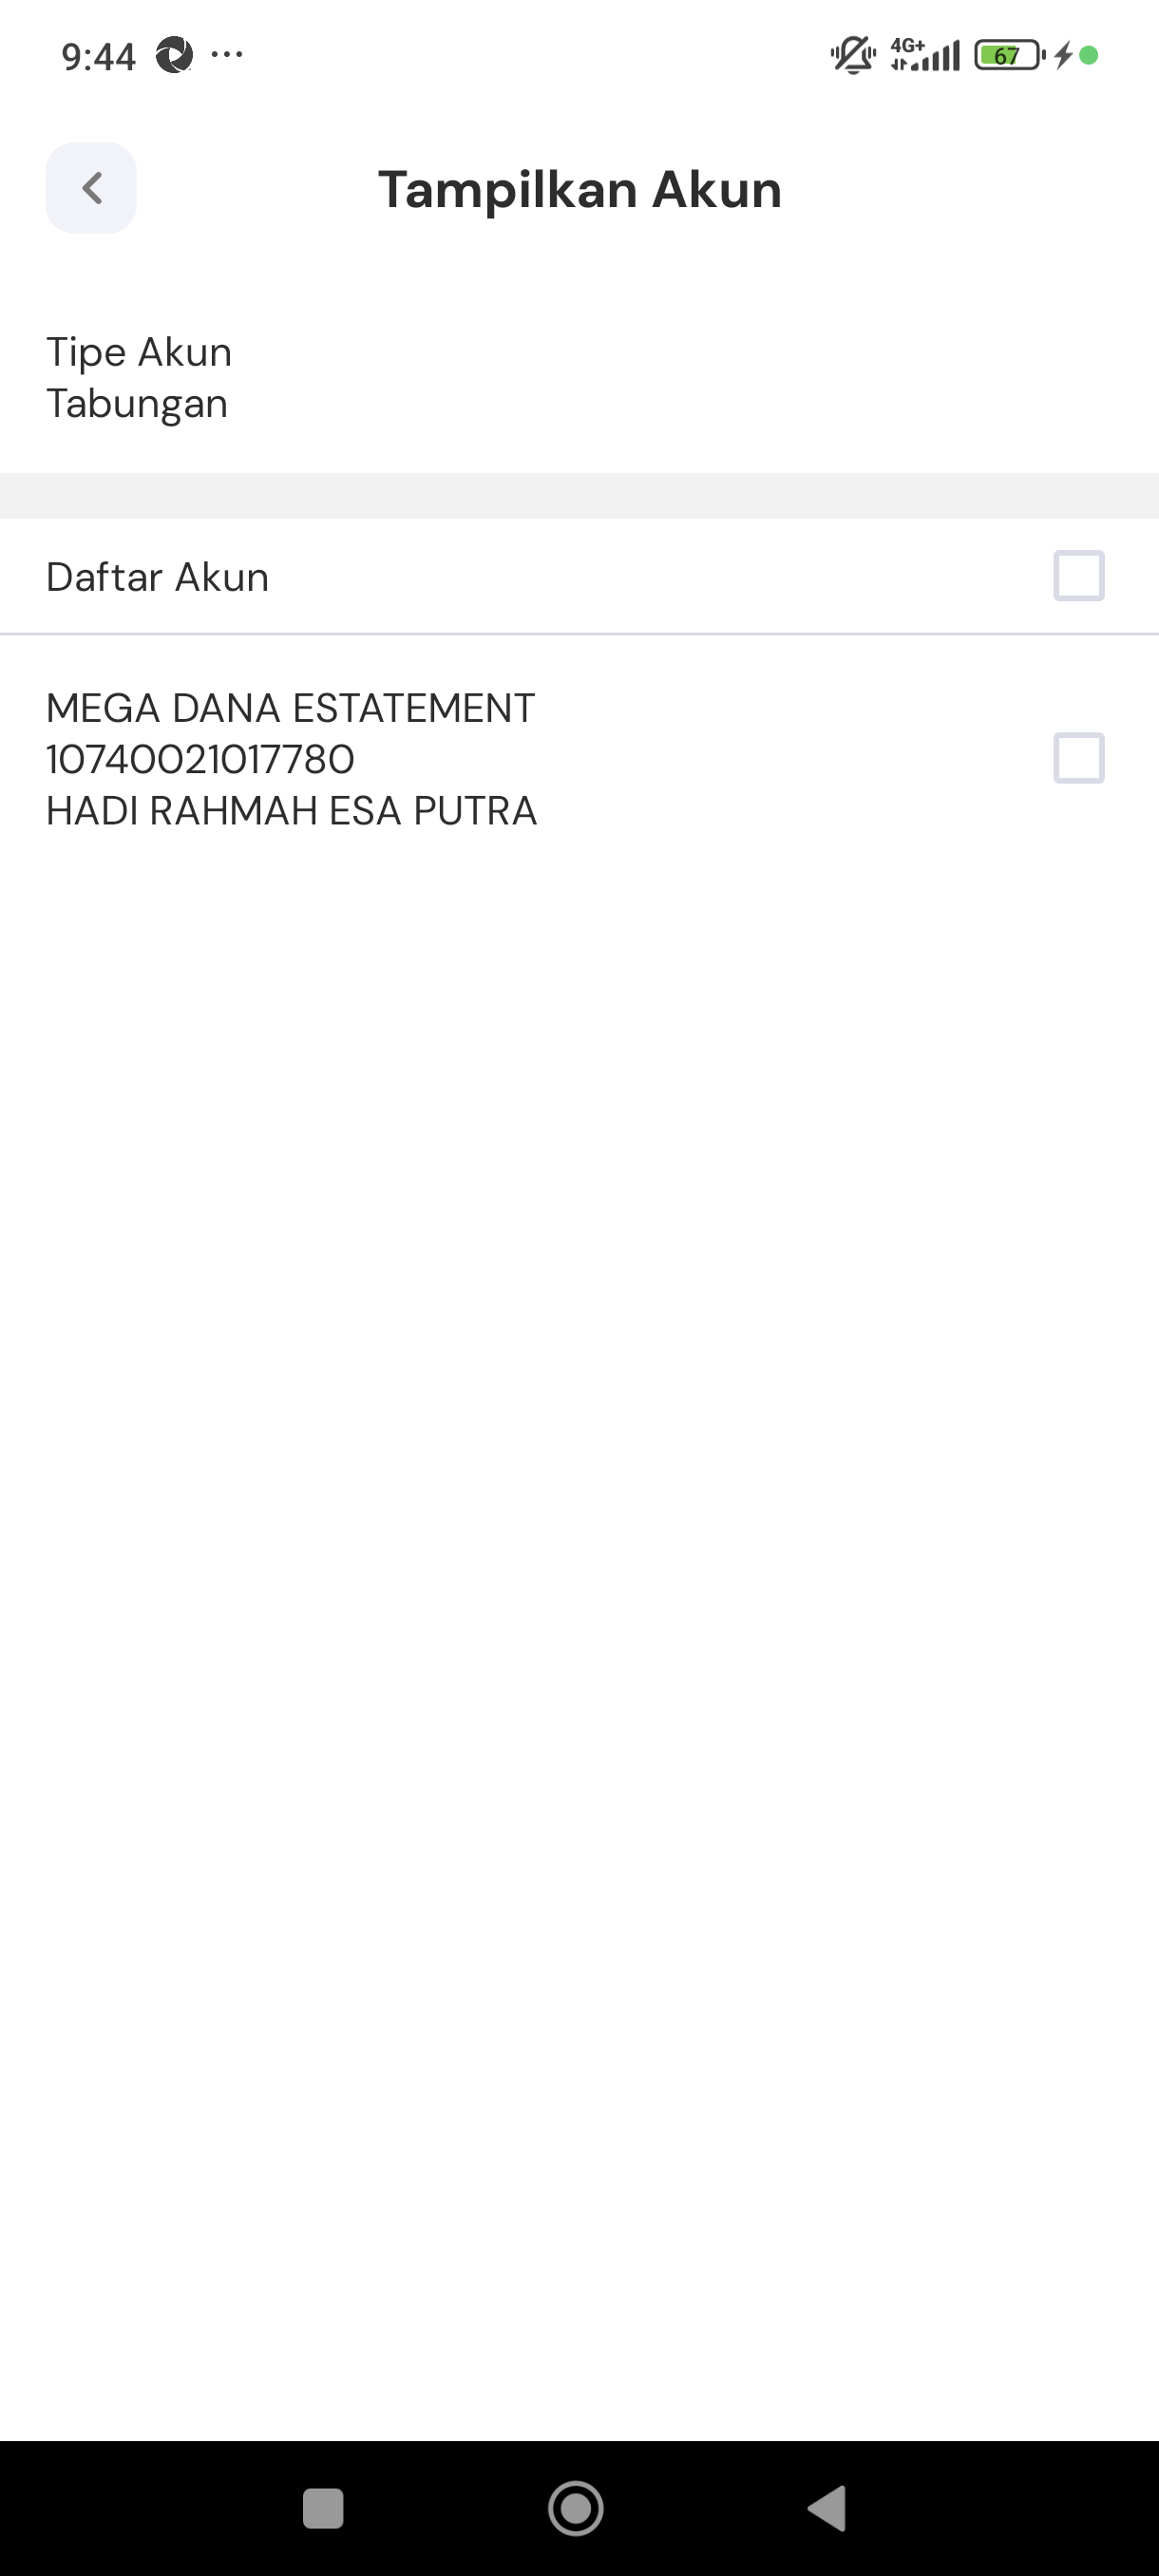 9:44
4G+
67
Tampilkan Akun
Tipe Akun
Tabungan
Daftar Akun
MEGA DANA ESTATEMENT
10740021017780
HADI RAHMAH ESA PUTRA